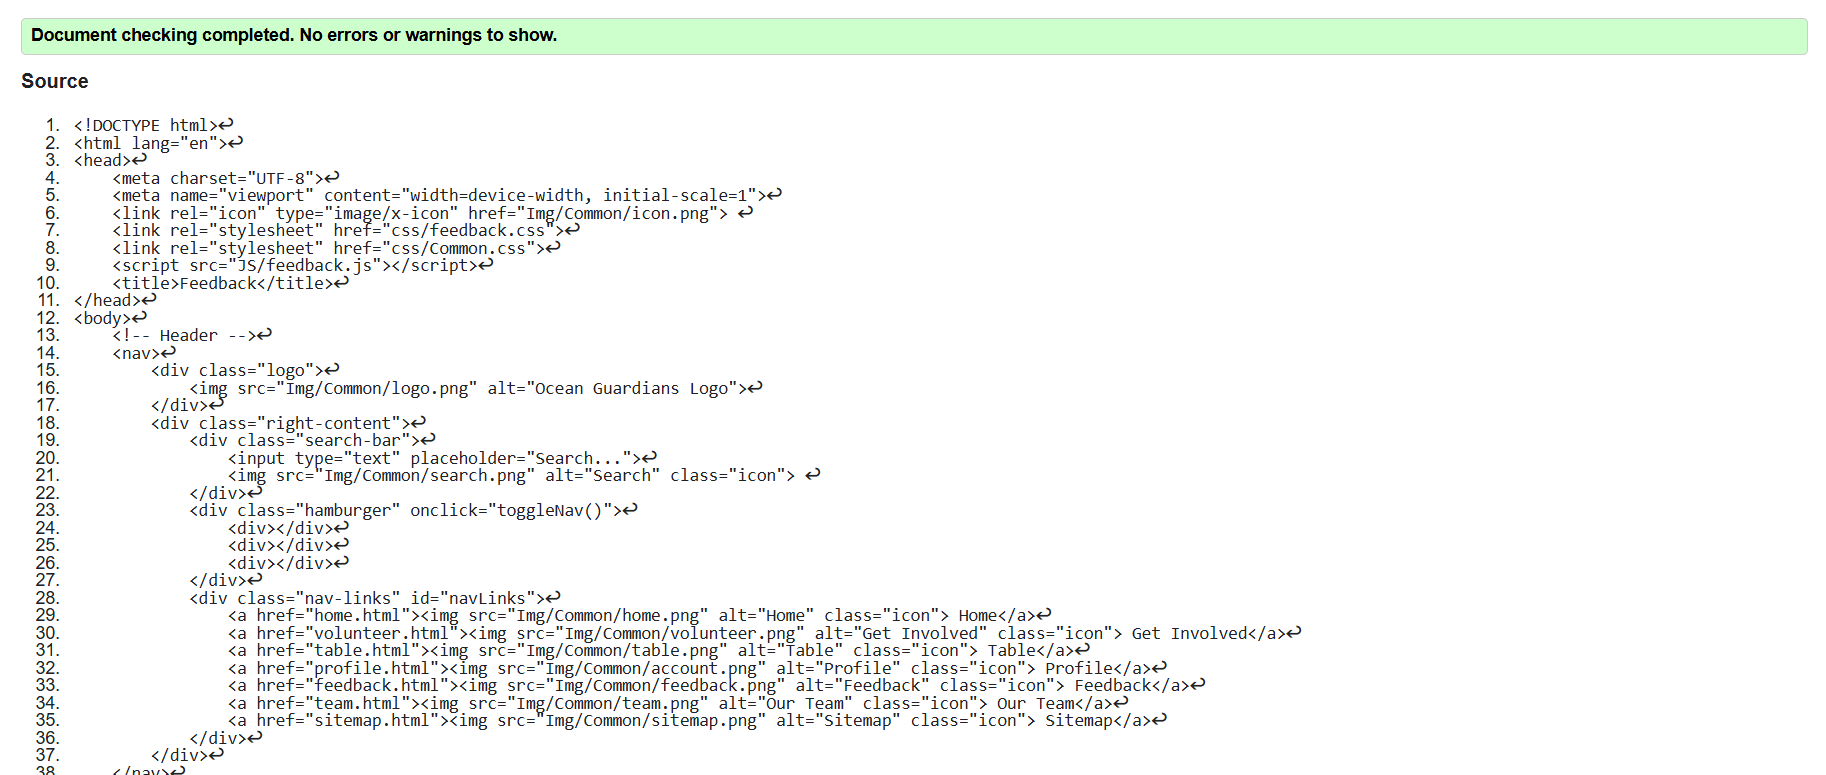 Document checking completed. No errors or warnings to show.
Source
1. <!DOCTYPE html>↩
2. <html lang="en">↩
3. <head>↩
4.     <meta charset="UTF-8">↩
5.     <meta name="viewport" content="width=device-width, initial-scale=1">↩
6.     <link rel="icon" type="image/x-icon" href="Img/Common/icon.png"> ↩
7.     <link rel="stylesheet" href="css/feedback.css">↩
8.     <link rel="stylesheet" href="css/Common.css">↩
9.     <script src="JS/feedback.js"></script>↩
10.     <title>Feedback</title>↩
11. </head>↩
12. <body>↩
13.     <!-- Header -->↩
14.     <nav>↩
15.         <div class="logo">↩
16.             <img src="Img/Common/logo.png" alt="Ocean Guardians Logo">↩
17.         </div>↩
18.         <div class="right-content">↩
19.             <div class="search-bar">↩
20.                 <input type="text" placeholder="Search...">↩
21.                 <img src="Img/Common/search.png" alt="Search" class="icon"> ↩
22.             </div>↩
23.             <div class="hamburger" onclick="toggleNav()">↩
24.                 <div></div>↩
25.                 <div></div>↩
26.                 <div></div>↩
27.             </div>↩
28.             <div class="nav-links" id="navLinks">↩
29.                 <a href="home.html"><img src="Img/Common/home.png" alt="Home" class="icon"> Home</a>↩
30.                 <a href="volunteer.html"><img src="Img/Common/volunteer.png" alt="Get Involved" class="icon"> Get Involved</a>↩
31.                 <a href="table.html"><img src="Img/Common/table.png" alt="Table" class="icon"> Table</a>↩
32.                 <a href="profile.html"><img src="Img/Common/account.png" alt="Profile" class="icon"> Profile</a>↩
33.                 <a href="feedback.html"><img src="Img/Common/feedback.png" alt="Feedback" class="icon"> Feedback</a>↩
34.                 <a href="team.html"><img src="Img/Common/team.png" alt="Our Team" class="icon"> Our Team</a>↩
35.                 <a href="sitemap.html"><img src="Img/Common/sitemap.png" alt="Sitemap" class="icon"> Sitemap</a>↩
36.             </div>↩
37.         </div>↩
38.     </nav>↩